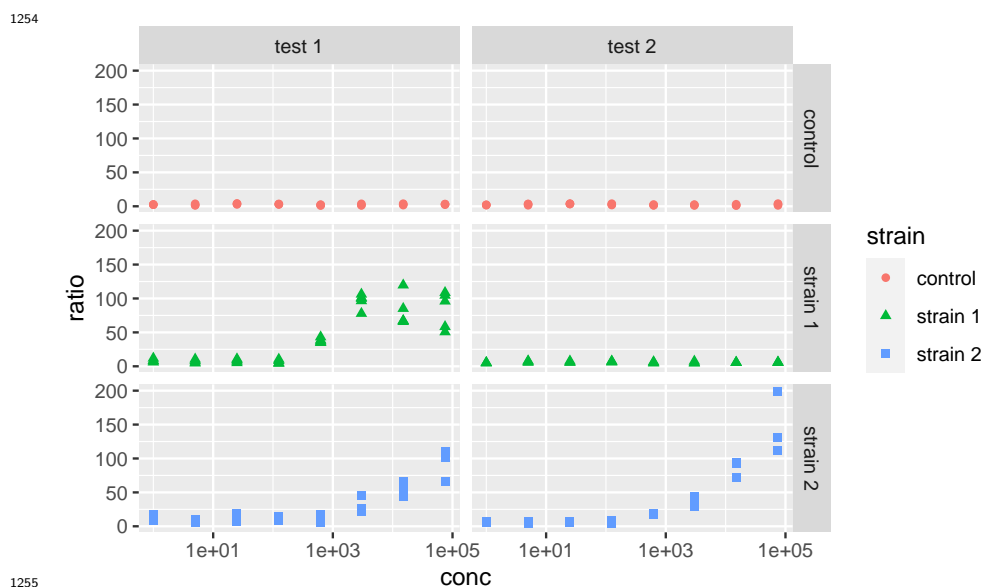 1254
test 1
test 2
200
150
100
50
0
control
200
150
100
50
0
strain 1
200
150
100
50
0
strain 2
ratio
1e+01
1e+03
1e+05
1e+01
1e+03
1e+05
conc
strain
control
strain 1
strain 2
1255